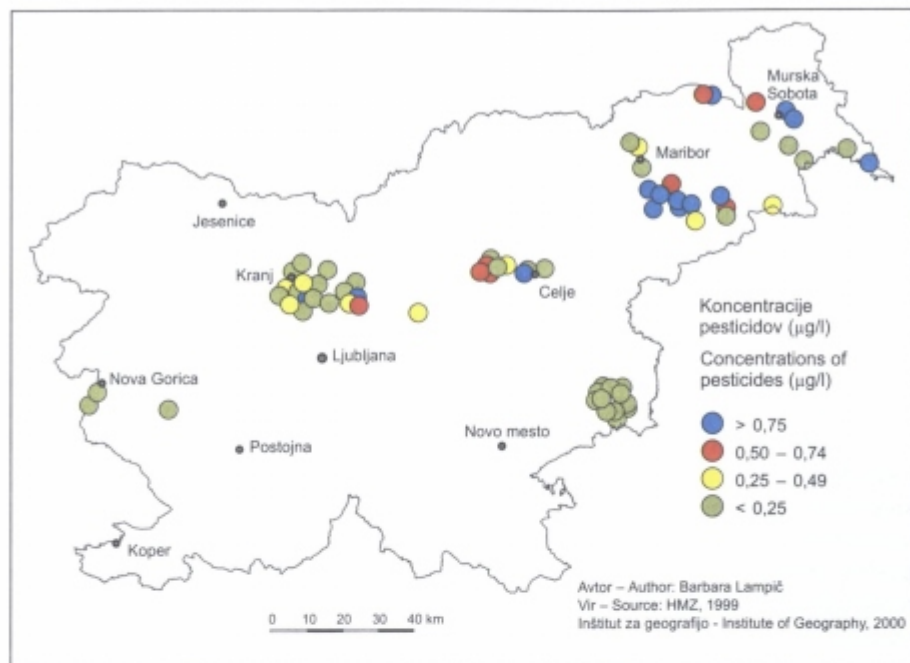 Murska
Sobota
Maribor
Jesenice
Kranj
Celje
Ljubljana
Nova Gorica
Postojna
Novo mesto
Koper
Koncentracije
pesticidov (µg/l)
Concentrations of
pesticides (µg/l)
> 0,75
0,50 – 0,74
0,25 – 0,49
< 0,25
0 10 20 30 40 km
Avtor – Author: Barbara Lampič
Vir – Source: HMZ, 1999
Inštitut za geografijo - Institute of Geography, 2000